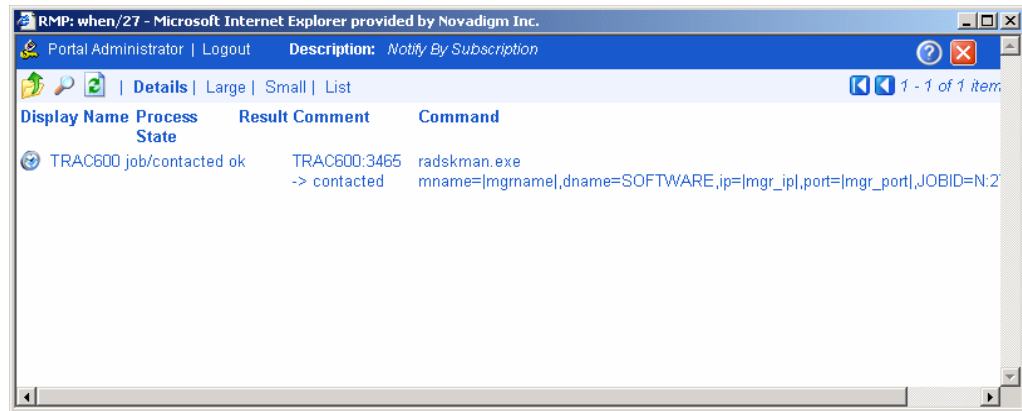 RMP: when/27 - Microsoft Internet Explorer provided by Novadigm Inc.
Portal Administrator | Logout Description: Notify By Subscription
| Details | Large | Small | List 1 - 1 of 1 item
Display Name Process Result Comment Command
State
TRAC600 job/contacted ok TRAC600:3465 radskman.exe
-> contacted mname=|mgrname|,dname=SOFTWARE,ip=|mgr_ip|,port=|mgr_port|,JOBID=N:2